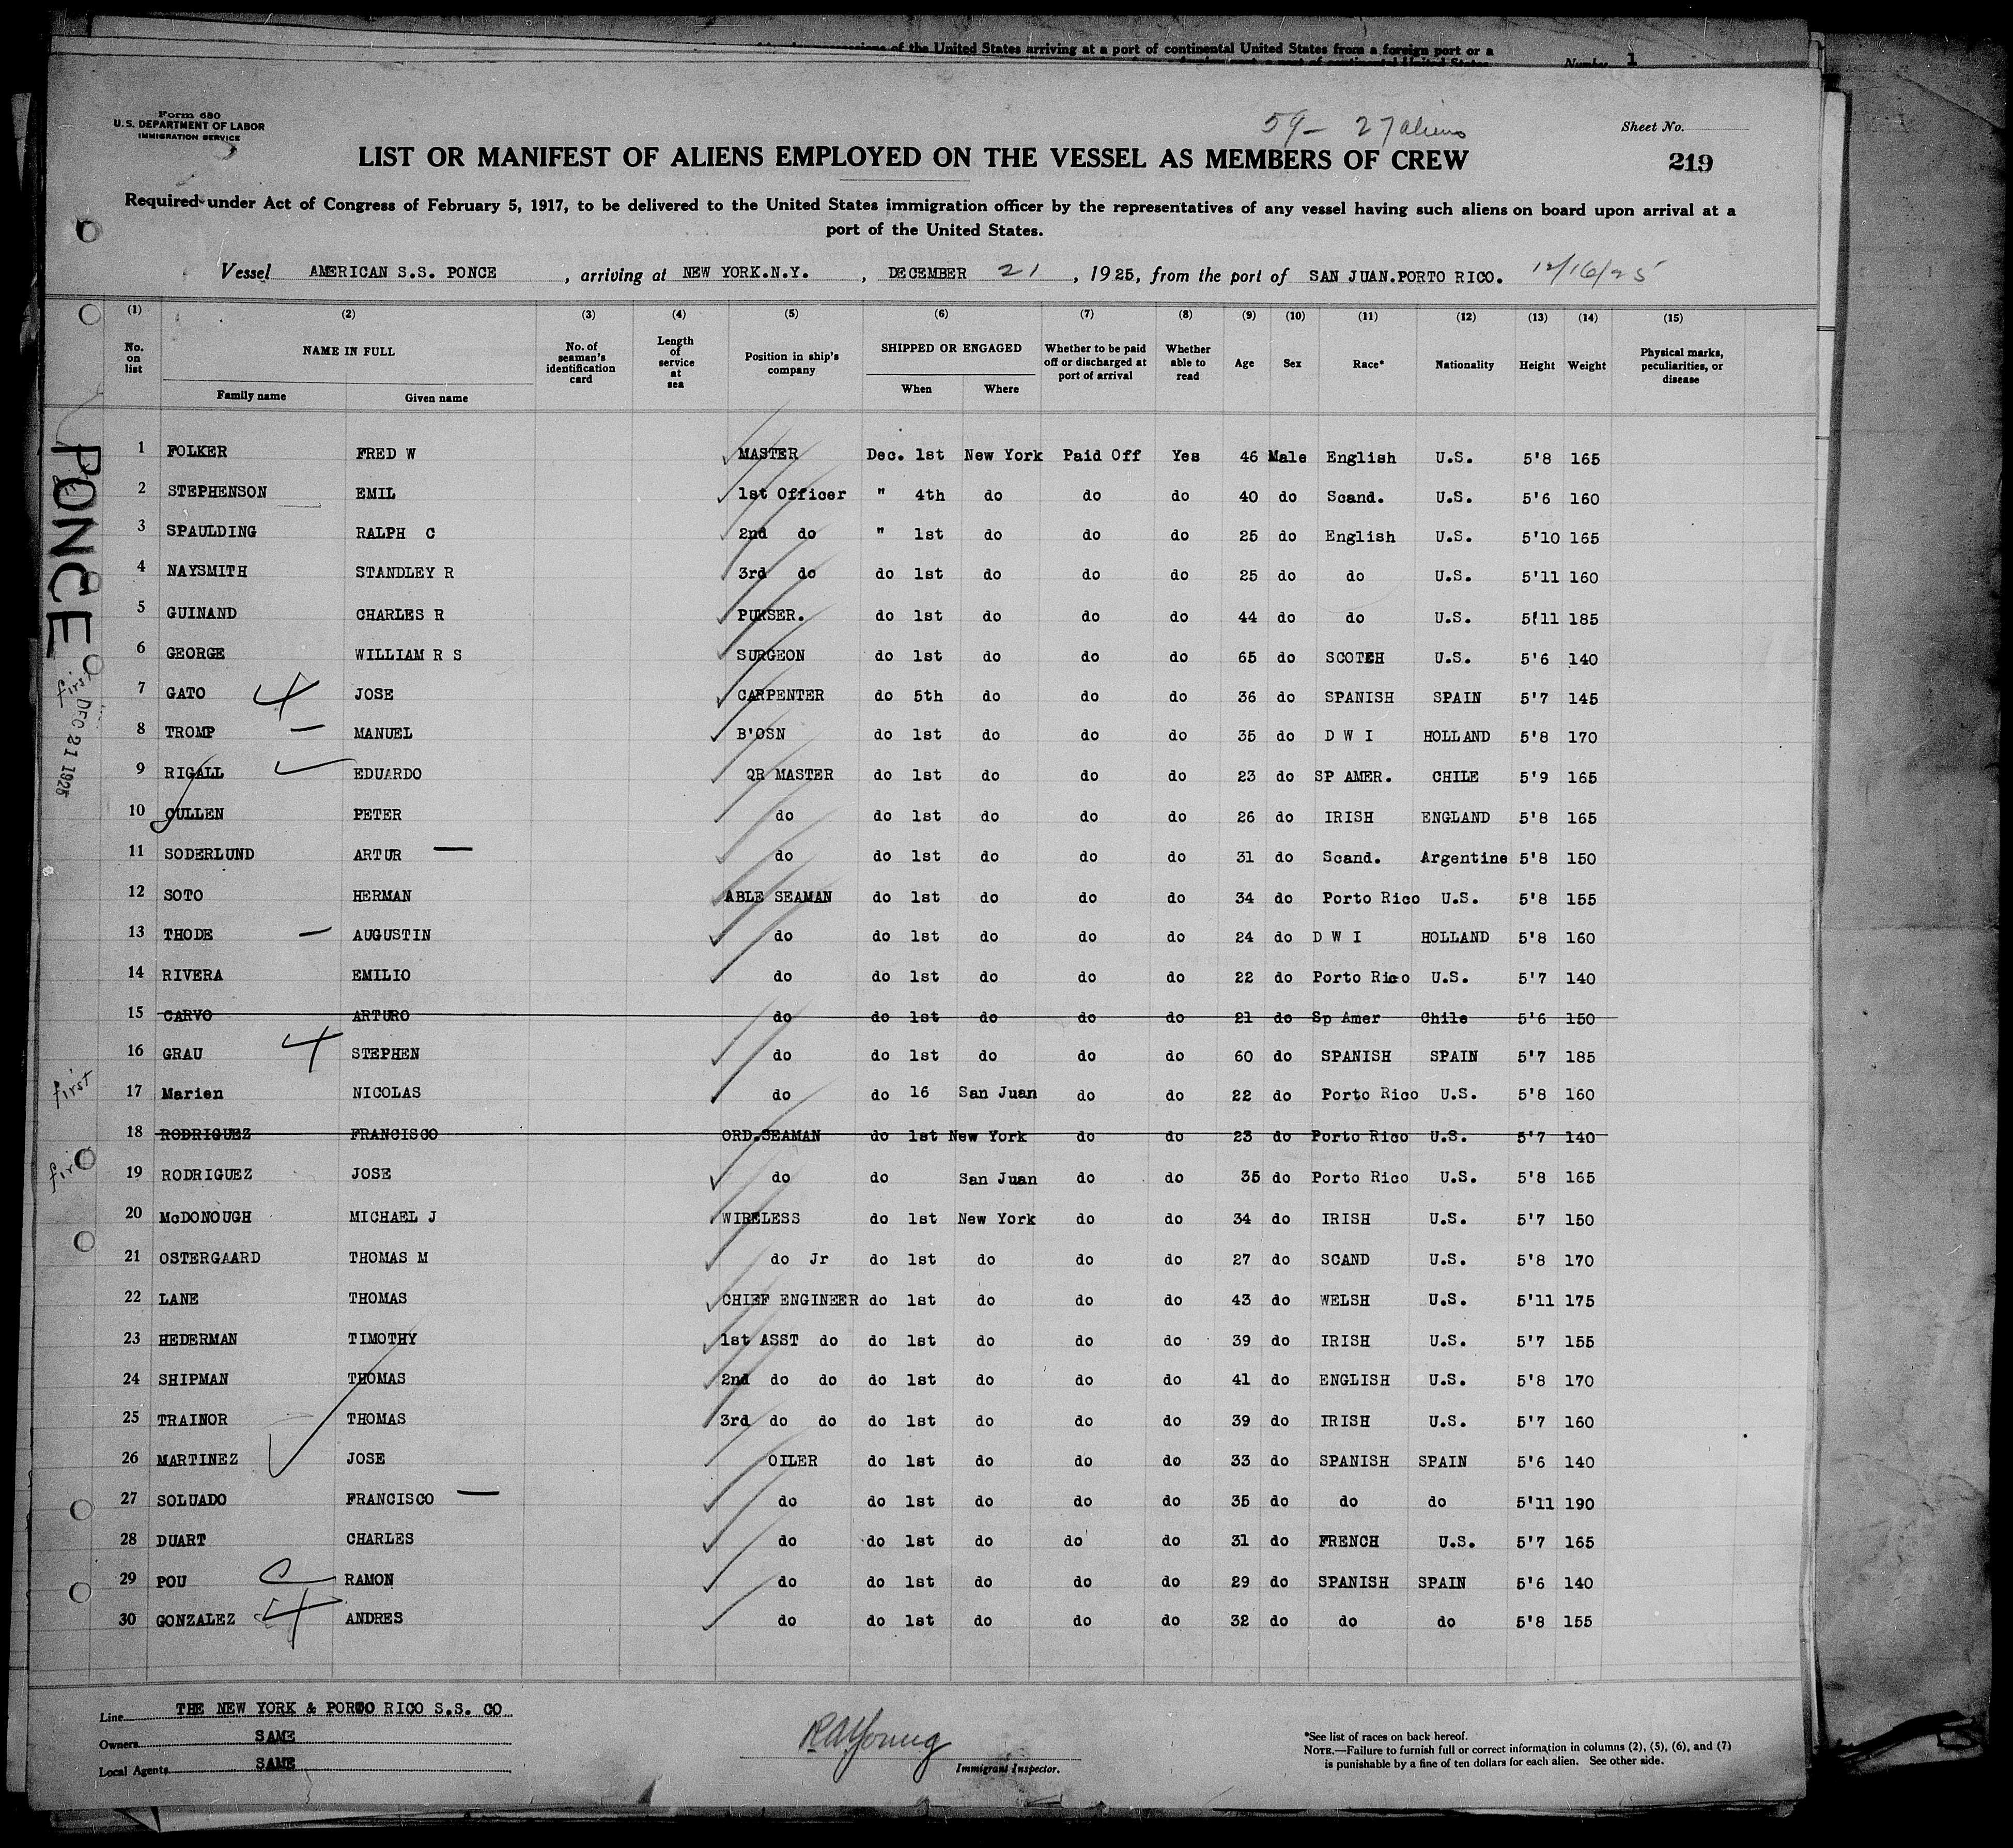 of the United States arriving at a port of continental United States from a foreign port or a
Number 1
Form 680
U.S. DEPARTMENT OF LABOR
IMMIGRATION SERVICE
59 - 27 aliens
Sheet No.
219
LIST OR MANIFEST OF ALIENS EMPLOYED ON THE VESSEL AS MEMBERS OF CREW
Required under Act of Congress of February 5, 1917, to be delivered to the United States immigration officer by the representatives of any vessel having such aliens on board upon arrival at a
port of the United States.
Vessel AMERICAN S.S. PONCE, arriving at NEW YORK.N.Y., DECEMBER 21, 1925, from the port of SAN JUAN.PORTO RICO. 12/16/25
(1) (2) (3) (4) (5) (6) (7) (8) (9) (10) (11) (12) (13) (14) (15)
No. on list NAME IN FULL Family name Given name No. of seaman's identification card Length of service at sea Position in ship's company SHIPPED OR ENGAGED When Where Whether to be paid off or discharged at port of arrival Whether able to read Age Sex Race* Nationality Height Weight Physical marks, peculiarities, or disease
1 FOLKER FRED W MASTER Dec. 1st New York Paid Off Yes 46 Male English U.S. 5'8 165
2 STEPHENSON EMIL 1st Officer " 4th do do do 40 do Scand. U.S. 5'6 160
3 SPAULDING RALPH C 2nd do " 1st do do do 25 do English U.S. 5'10 165
4 NAYSMITH STANDLEY R 3rd do do 1st do do do 25 do do U.S. 5'11 160
5 GUINAND CHARLES R PURSER. do 1st do do do 44 do do U.S. 5'11 185
6 GEORGE WILLIAM R S SURGEON do 1st do do do 65 do SCOTCH U.S. 5'6 140
7 GATO JOSE CARPENTER do 5th do do do 36 do SPANISH SPAIN 5'7 145
8 TROMP MANUEL B'OSN do 1st do do do 35 do D W I HOLLAND 5'8 170
9 RIGALL EDUARDO QR MASTER do 1st do do do 23 do SP AMER. CHILE 5'9 165
10 CULLEN PETER do do 1st do do do 26 do IRISH ENGLAND 5'8 165
11 SODERLUND ARTUR do do 1st do do do 31 do Scand. Argentine 5'8 150
12 SOTO HERMAN ABLE SEAMAN do 1st do do do 34 do Porto Rico U.S. 5'8 155
13 THODE AUGUSTIN do do 1st do do do 24 do D W I HOLLAND 5'8 160
14 RIVERA EMILIO do do 1st do do do 22 do Porto Rico U.S. 5'7 140
15 CARVO ARTURO do do 1st do do do 21 do Sp Amer Chile 5'6 150
16 GRAU STEPHEN do do 1st do do do 60 do SPANISH SPAIN 5'7 185
17 Marien NICOLAS do do 16 San Juan do do 22 do Porto Rico U.S. 5'8 160
18 RODRIGUEZ FRANCISCO ORD.SEAMAN do 1st New York do do 23 do Porto Rico U.S. 5'7 140
19 RODRIGUEZ JOSE do do San Juan do do 35 do Porto Rico U.S. 5'8 165
20 McDONOUGH MICHAEL J WIRELESS do 1st New York do do 34 do IRISH U.S. 5'7 150
21 OSTERGAARD THOMAS M do Jr do 1st do do do 27 do SCAND U.S. 5'8 170
22 LANE THOMAS CHIEF ENGINEER do 1st do do do 43 do WELSH U.S. 5'11 175
23 HEDERMAN TIMOTHY 1st ASST do do 1st do do do 39 do IRISH U.S. 5'7 155
24 SHIPMAN THOMAS 2nd do do do 1st do do do 41 do ENGLISH U.S. 5'8 170
25 TRAINOR THOMAS 3rd do do do 1st do do do 39 do IRISH U.S. 5'7 160
26 MARTINEZ JOSE OILER do 1st do do do 33 do SPANISH SPAIN 5'6 140
27 SOLUADO FRANCISCO do do 1st do do do 35 do do do 5'11 190
28 DUART CHARLES do do 1st do do do 31 do FRENCH U.S. 5'7 165
29 POU RAMON do do 1st do do do 29 do SPANISH SPAIN 5'6 140
30 GONZALEZ ANDRES do do 1st do do do 32 do do do 5'8 155
PONCE
first
DEC 21 1925
first
first
Line THE NEW YORK & PORTO RICO S.S. CO
Owners SAME
Local Agents SAME
RAYoung
Immigrant Inspector.
*See list of races on back hereof.
NOTE.—Failure to furnish full or correct information in columns (2), (5), (6), and (7)
is punishable by a fine of ten dollars for each alien. See other side.